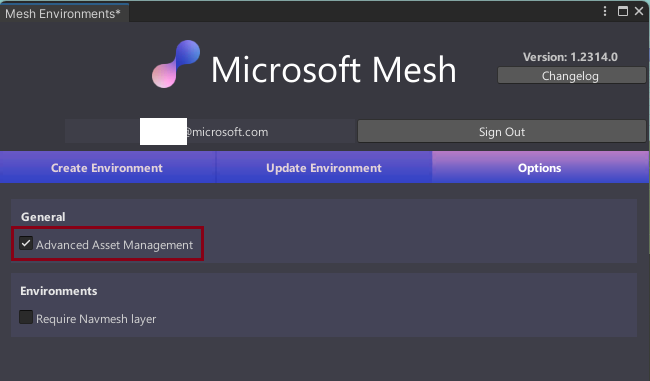 Mesh Environments*
Microsoft Mesh
Version: 1.2314.0
Changelog
@microsoft.com
Sign Out
Create Environment
Update Environment
Options
General
Advanced Asset Management
Environments
Require Navmesh layer